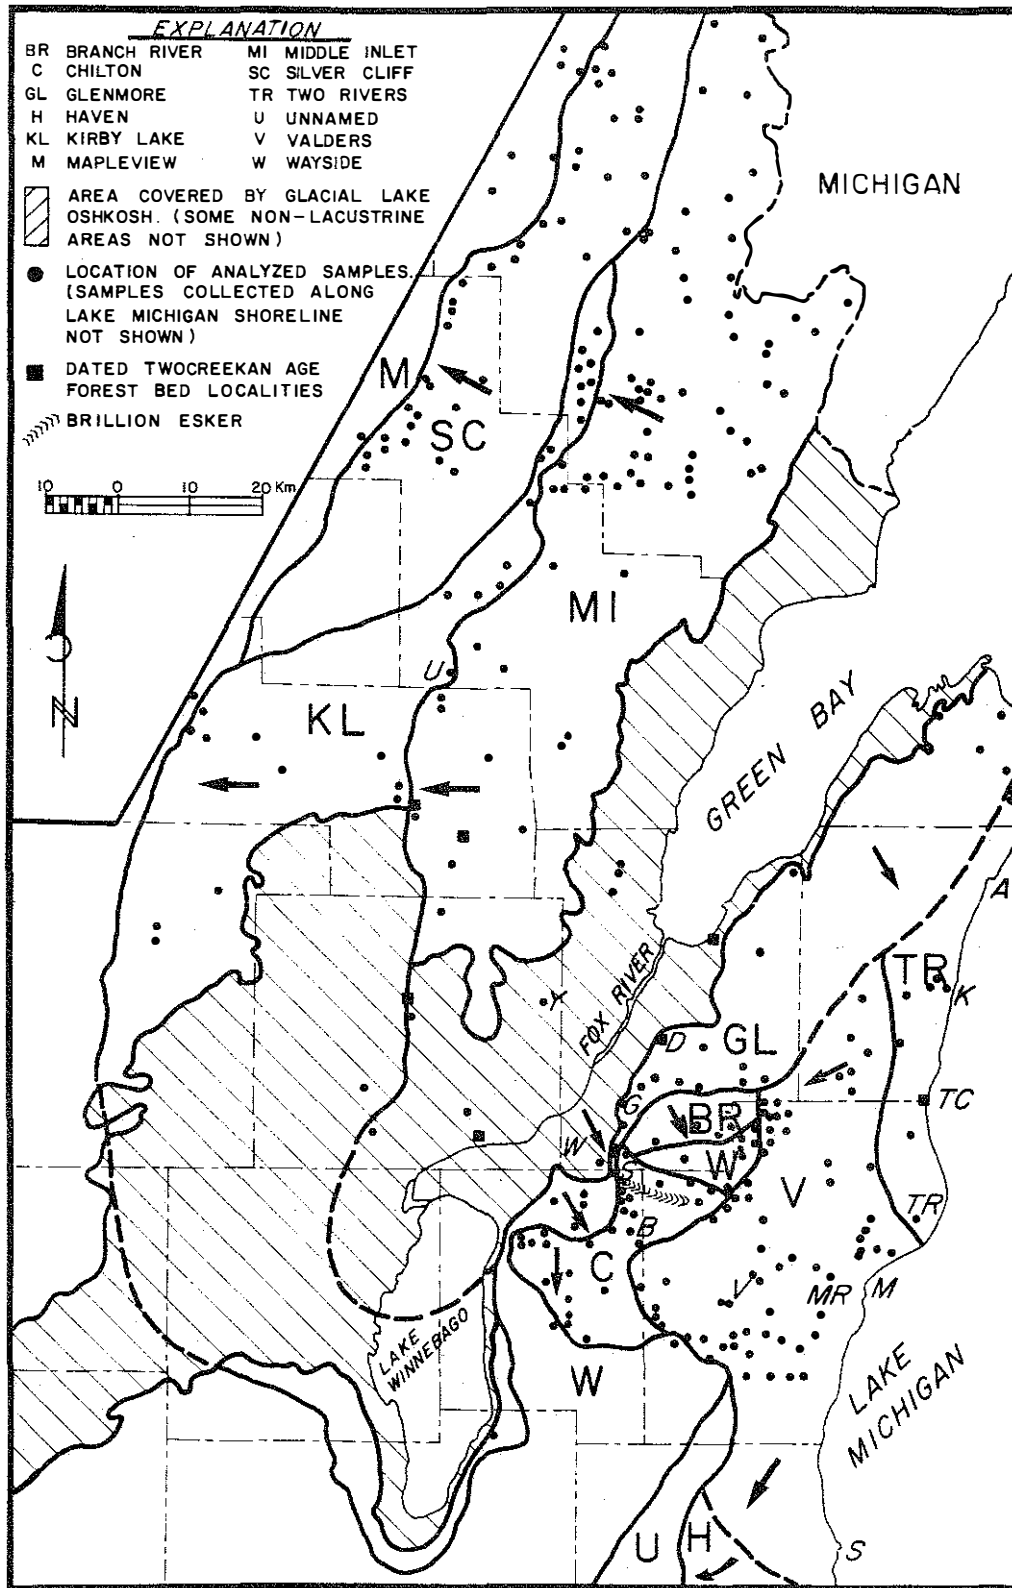 EXPLANATION
BR BRANCH RIVER MI MIDDLE INLET
C CHILTON SC SILVER CLIFF
GL GLENMORE TR TWO RIVERS
H HAVEN U UNNAMED
KL KIRBY LAKE V VALDERS
M MAPLEVIEW W WAYSIDE
AREA COVERED BY GLACIAL LAKE
OSHKOSH. (SOME NON-LACUSTRINE
AREAS NOT SHOWN)
LOCATION OF ANALYZED SAMPLES.
(SAMPLES COLLECTED ALONG
LAKE MICHIGAN SHORELINE
NOT SHOWN)
DATED TWOCREEKAN AGE
FOREST BED LOCALITIES
BRILLION ESKER
10 0 20 Km
N
MICHIGAN
M
SC
MI
U
KL
GREEN BAY
A
FOX RIVER
A
TR
K
D
GL
G
BR
TC
W
W
V
TR
B
C
V
MR
M
LAKE
WINNEBAGO
W
LAKE
MICHIGAN
U
H
S